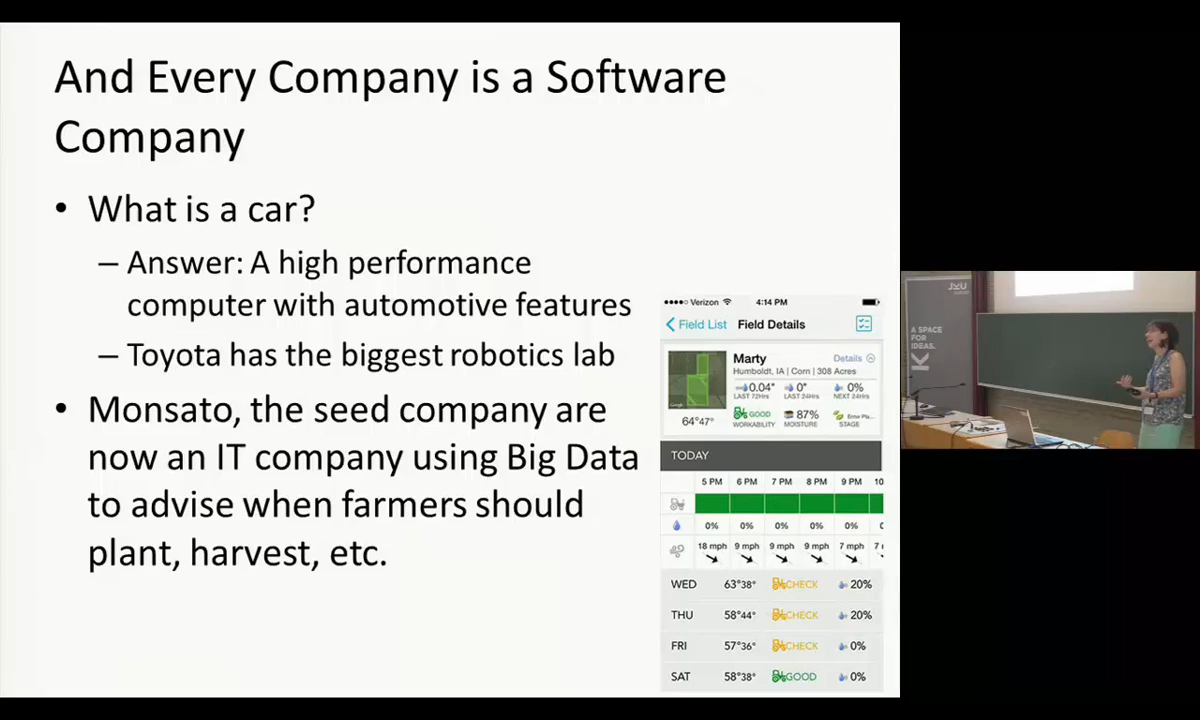 And Every Company is a Software
Company
• What is a car?
– Answer: A high performance
computer with automotive features
– Toyota has the biggest robotics lab
• Monsato, the seed company are
now an IT company using Big Data
to advise when farmers should
plant, harvest, etc.
Verizon 4:14 PM
Field List Field Details
Marty Details
Humboldt, IA | Corn | 308 Acres
0.04" 0" 0%
LAST 72Hrs LAST 24Hrs NEXT 24Hrs
64°47° GOOD 87%
WORKABILITY MOISTURE STAGE
TODAY
5 PM 6 PM 7 PM 8 PM 9 PM 10
0% 0% 0% 0% 0%
18 mph 9 mph 9 mph 9 mph 7 mph
WED 63°38° CHECK 20%
THU 58°44° CHECK 20%
FRI 57°36° CHECK 0%
SAT 58°38° GOOD 0%
JKU
A SPACE
FOR
IDEAS.